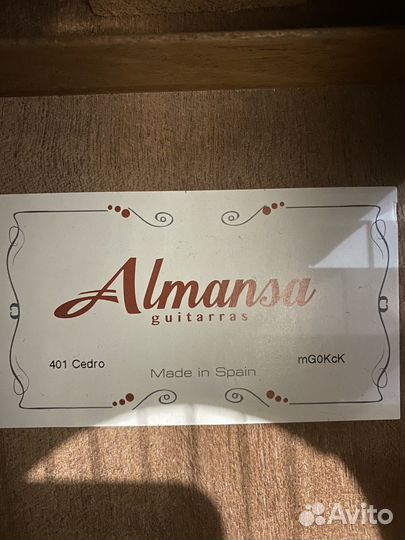 Almansa
guitarras
401 Cedro
mG0KcK
Made in Spain
Avito